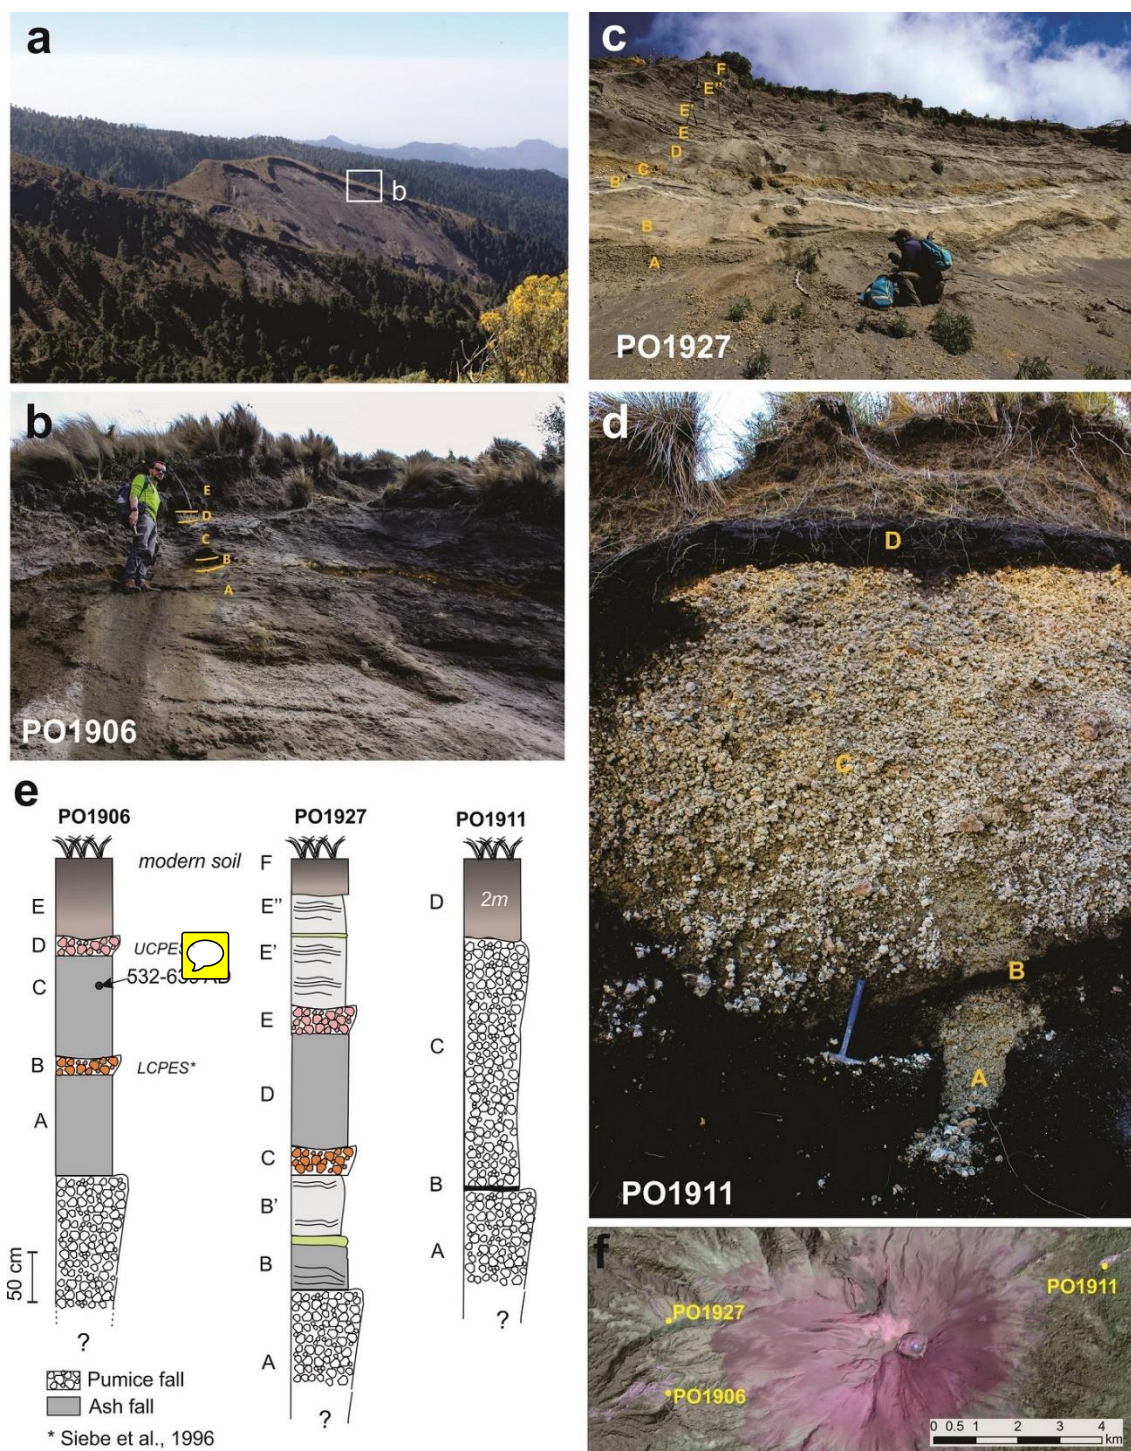 a
b
c
F
E"
E'
E
D
C
B'
B
A
PO1927
b
E
D
C
B
A
PO1906
d
D
C
B
A
PO1911
e
PO1906
PO1927
PO1911
modern soil
E
D
C
B
A
UCPES
532-63 AD
LCPES*
50 cm
?
F
E"
E'
E
D
C
B'
B
A
?
D
2m
C
B
A
?
Pumice fall
Ash fall
* Siebe et al., 1996
f
PO1911
PO1927
PO1906
0 0.5 1 2 3 4
km